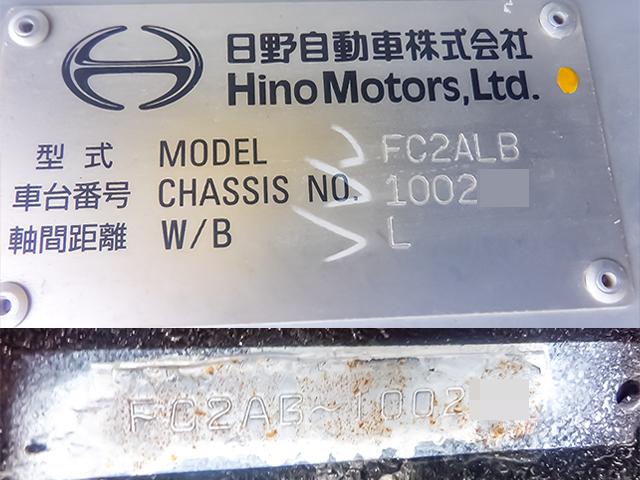 日野自動車株式会社
Hino Motors, Ltd.
型式 MODEL FC2ALB
車台番号 CHASSIS NO. 1002
軸間距離 W/B L
FC2AB-1002